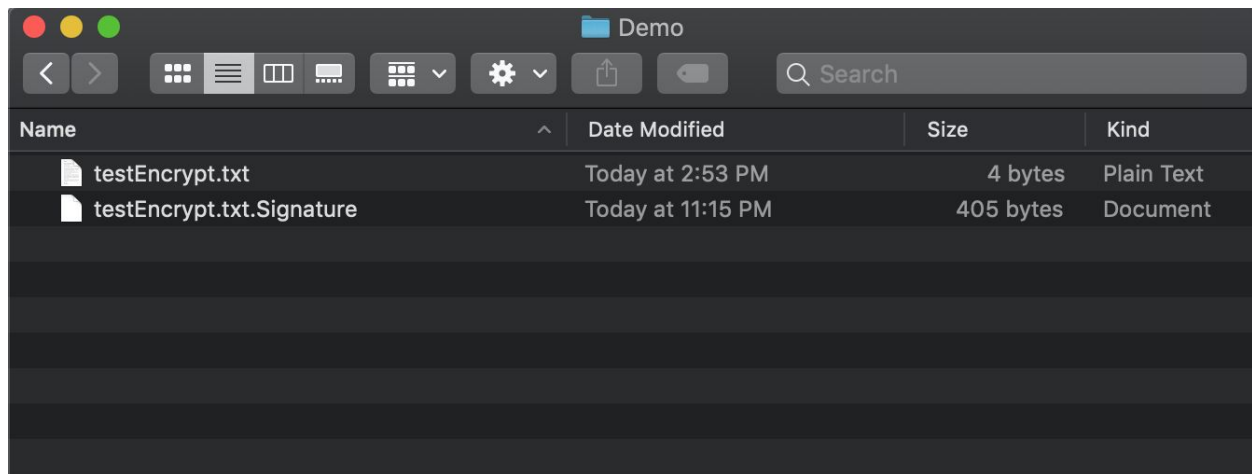 Demo
Search
Name Date Modified Size Kind
testEncrypt.txt Today at 2:53 PM 4 bytes Plain Text
testEncrypt.txt.Signature Today at 11:15 PM 405 bytes Document